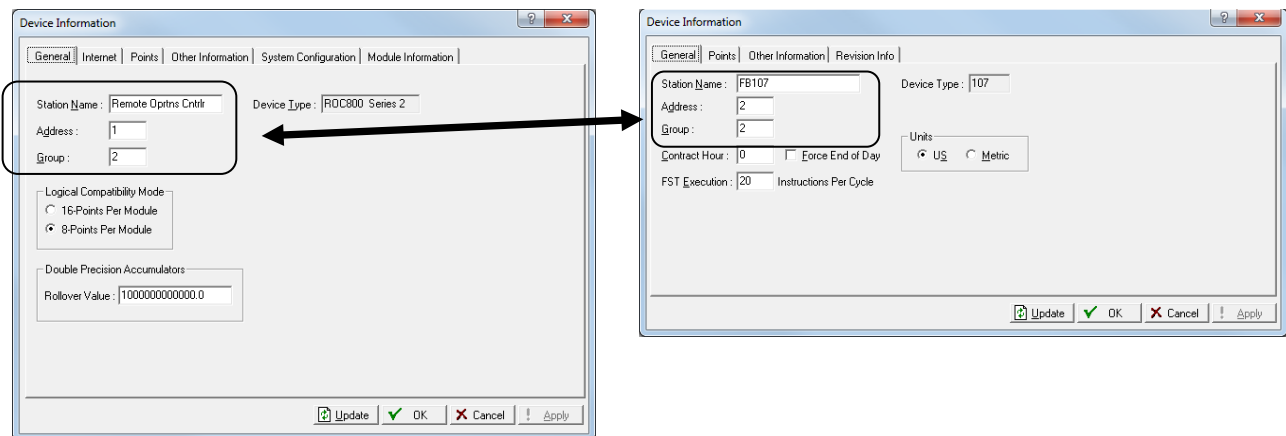 Device Information
General Internet Points Other Information System Configuration Module Information
Station Name : Remote Oprtns Cntrlr Device Type : ROC800 Series 2
Address : 1
Group : 2
Logical Compatibility Mode
16-Points Per Module
8-Points Per Module
Double Precision Accumulators
Rollover Value : 1000000000000.0
Update OK Cancel ! Apply
Device Information
General Points Other Information Revision Info
Station Name : FB107 Device Type : 107
Address : 2
Group : 2
Units
Contract Hour : 0 Force End of Day US Metric
FST Execution : 20 Instructions Per Cycle
Update OK Cancel ! Apply